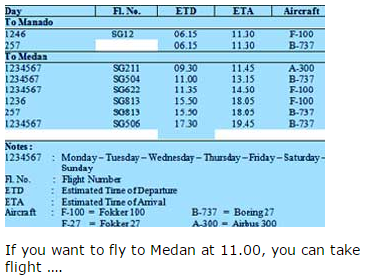 Day Fl. No. ETD ETA Aircraft
To Manado
1246 SG12 06.15 11.30 F-100
257 06.15 11.30 B-737
To Medan
1234567 SG211 09.30 11.45 A-300
1234567 SG504 11.00 13.15 B-737
1234567 SG622 11.35 14.50 F-100
1236 SG813 15.50 18.05 F-100
257 SG813 15.50 18.05 B-737
1234567 SG506 17.30 19.45 B-737
Notes :
1234567 : Monday – Tuesday – Wednesday – Thursday – Friday – Saturday –
Sunday
Fl. No. : Flight Number
ETD : Estimated Time of Departure
ETA : Estimated Time of Arrival
Aircraft : F-100 = Fokker 100 B-737 = Boeing 27
F-27 = Fokker 27 A-300 = Airbus 300
If you want to fly to Medan at 11.00, you can take
flight ....